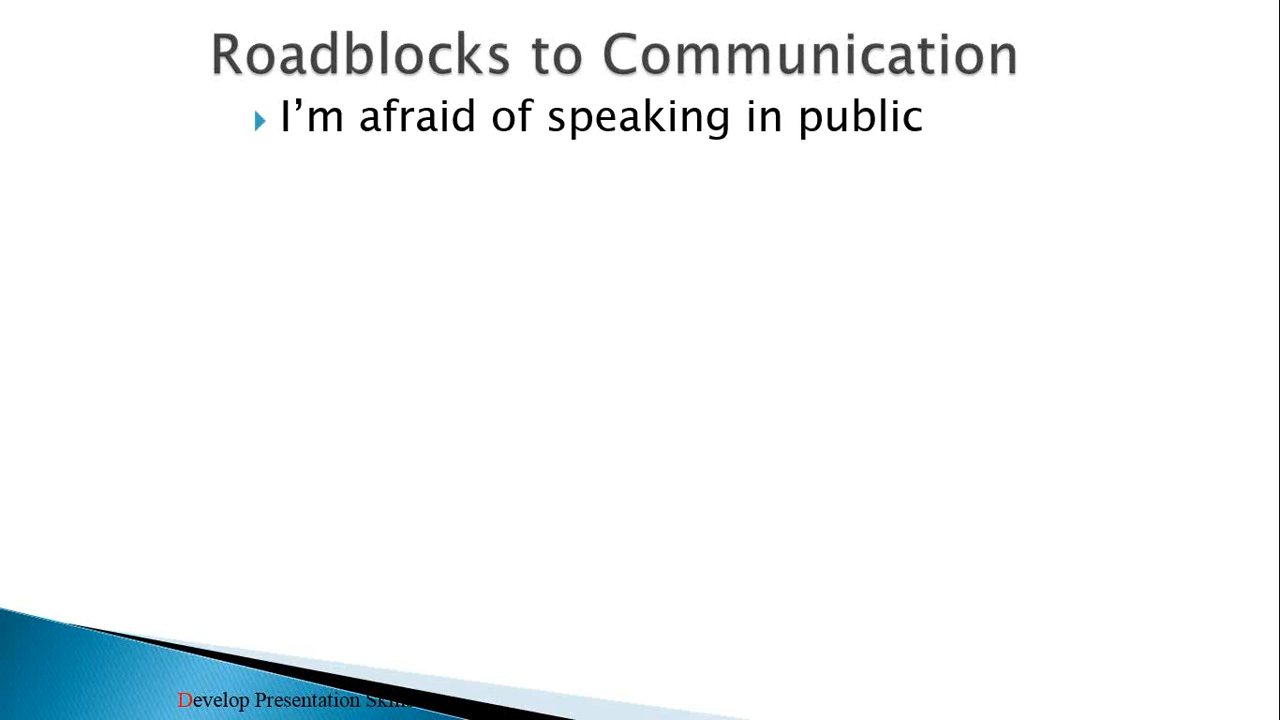 Roadblocks to Communication
I’m afraid of speaking in public
Develop Presentation Skills